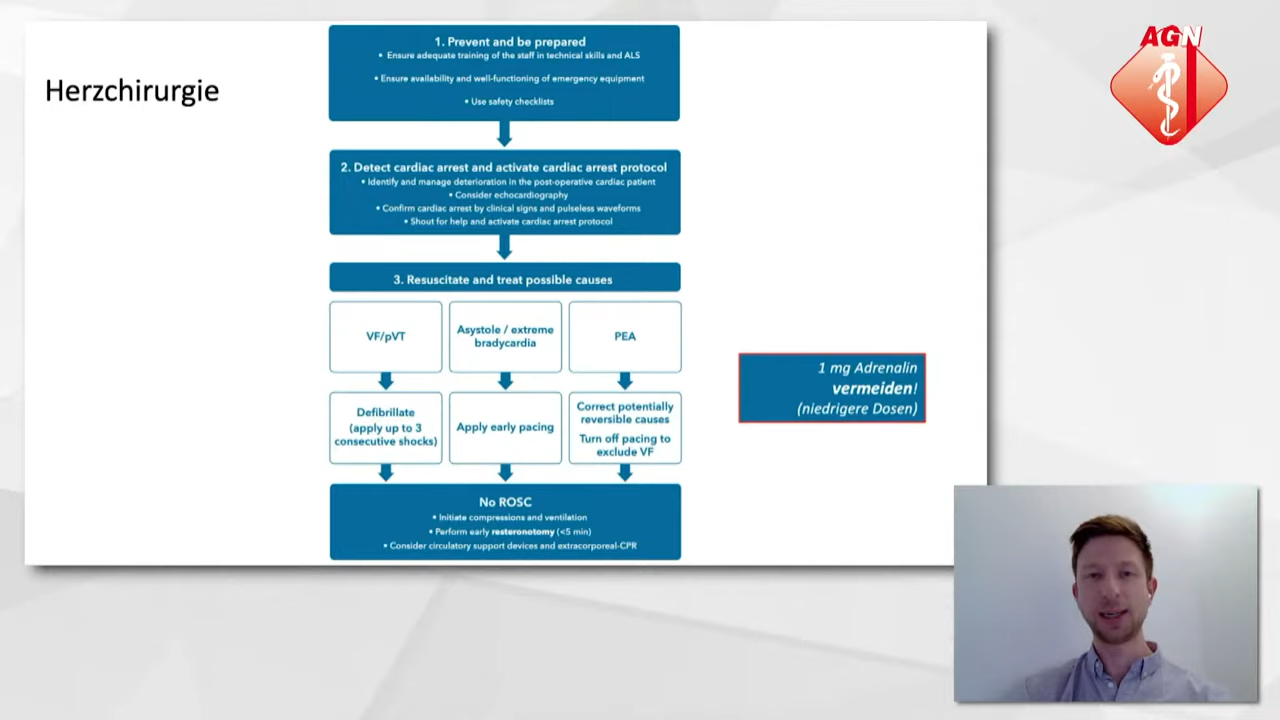 AGN
Herzchirurgie
1. Prevent and be prepared
• Ensure adequate training of the staff in technical skills and ALS
• Ensure availability and well-functioning of emergency equipment
• Use safety checklists
2. Detect cardiac arrest and activate cardiac arrest protocol
• Identify and manage deterioration in the post-operative cardiac patient
• Consider echocardiography
• Confirm cardiac arrest by clinical signs and pulseless waveforms
• Shout for help and activate cardiac arrest protocol
3. Resuscitate and treat possible causes
VF/pVT
Asystole / extreme
bradycardia
PEA
Defibrillate
(apply up to 3
consecutive shocks)
Apply early pacing
Correct potentially
reversible causes
Turn off pacing to
exclude VF
No ROSC
• Initiate compressions and ventilation
• Perform early resteronotomy (<5 min)
• Consider circulatory support devices and extracorporeal-CPR
1 mg Adrenalin
vermeiden!
(niedrigere Dosen)